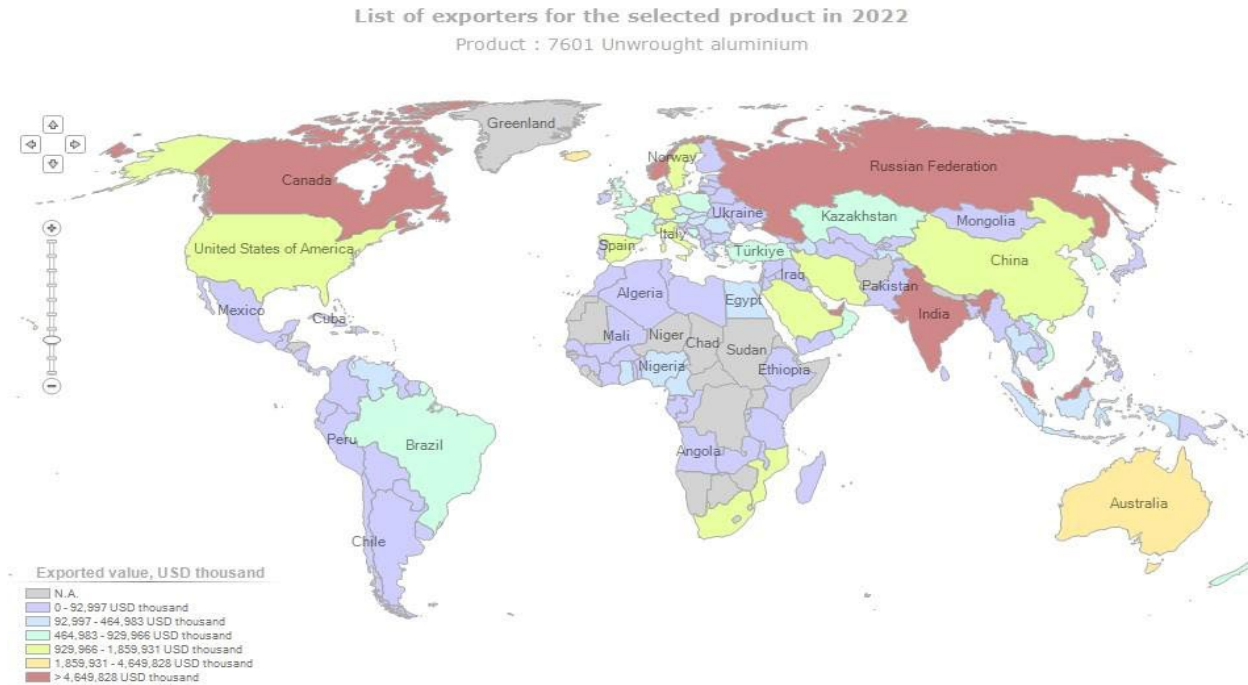 List of exporters for the selected product in 2022
Product : 7601 Unwrought aluminium
Greenland
Norway
Russian Federation
Canada
Ukraine
Kazakhstan
Mongolia
United States of America
Spain
Italy
Türkiye
China
Iraq
Pakistan
Algeria
Egypt
Mexico
Cuba
India
Mali
Niger
Chad
Sudan
Nigeria
Ethiopia
Peru
Brazil
Angola
Australia
Chile
Exported value, USD thousand
N.A.
0 - 92,997 USD thousand
92,997 - 464,983 USD thousand
464,983 - 929,966 USD thousand
929,966 - 1,859,931 USD thousand
1,859,931 - 4,649,828 USD thousand
> 4,649,828 USD thousand